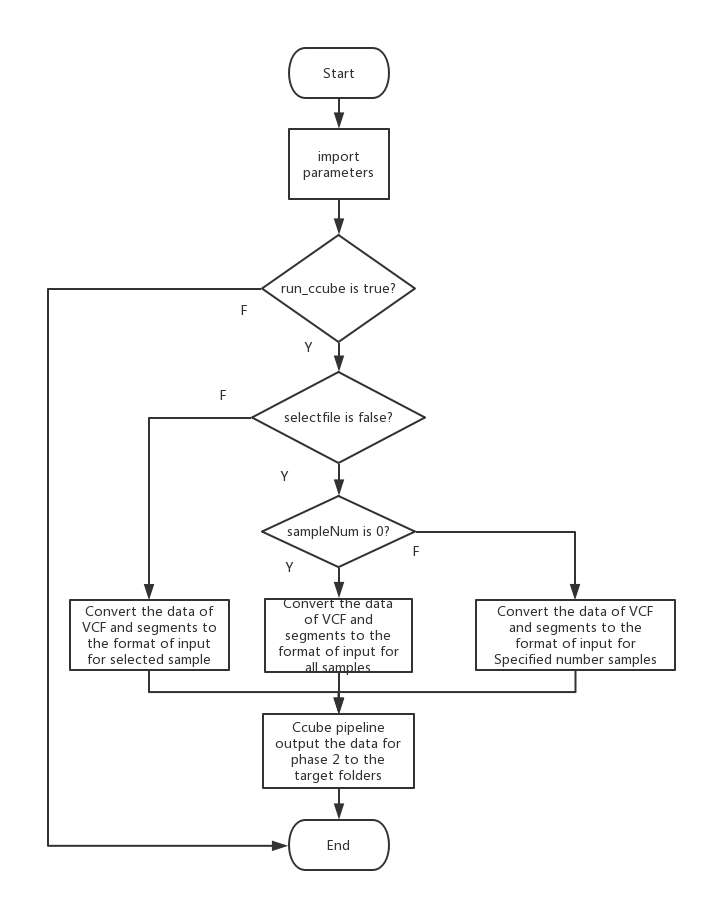 Start
import
parameters
run_ccube is true?
F
Y
F
selectfile is false?
Y
sampleNum is 0?
F
Y
Convert the data of
VCF and segments to
the format of input
for selected sample
Convert the data
of VCF and
segments to the
format of input for
all samples
Convert the data of VCF
and segments to the
format of input for
Specified number samples
Ccube pipeline
output the data for
phase 2 to the
target folders
End